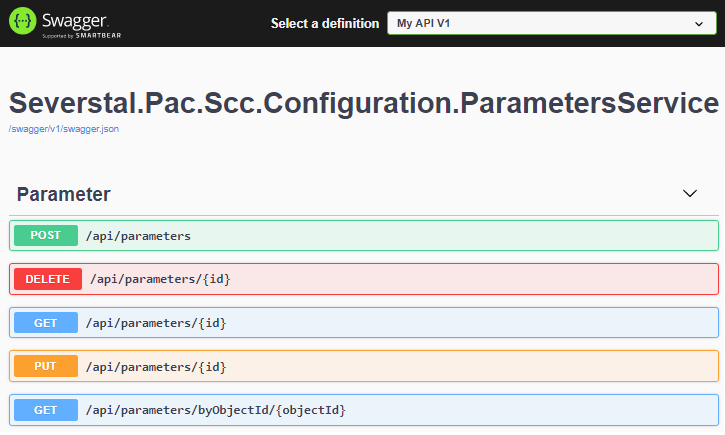 Swagger.
Supported by SMARTBEAR
Select a definition
My API V1
Severstal.Pac.Scc.Configuration.ParametersService
/swagger/v1/swagger.json
Parameter
POST /api/parameters
DELETE /api/parameters/{id}
GET /api/parameters/{id}
PUT /api/parameters/{id}
GET /api/parameters/byObjectId/{objectId}